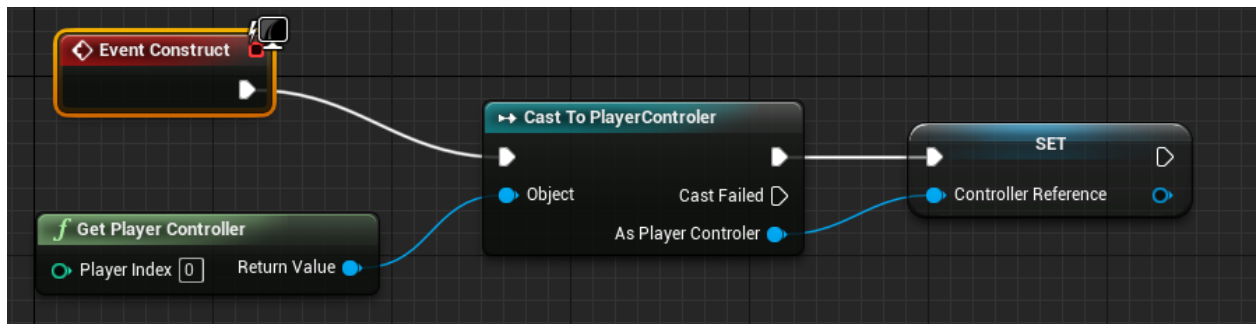 Event Construct
Cast To PlayerControler
SET
Object
Cast Failed
Controller Reference
As Player Controler
f Get Player Controller
Player Index 0
Return Value